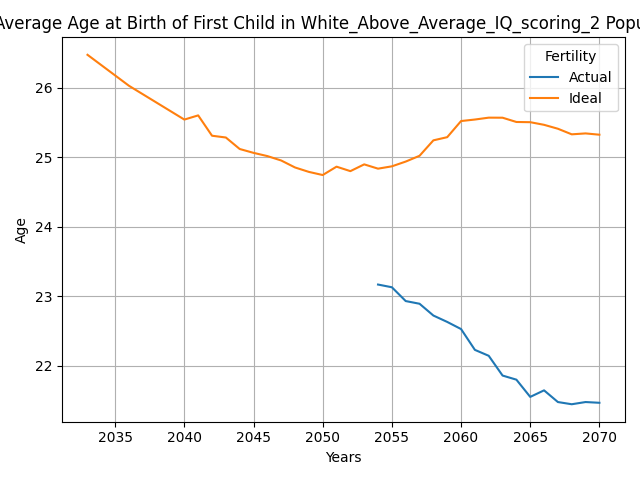 Average Age at Birth of First Child in White_Above_Average_IQ_scoring_2
Fertility
Actual
Ideal
26
25
24
23
22
Age
2035 2040 2045 2050 2055 2060 2065 2070
Years